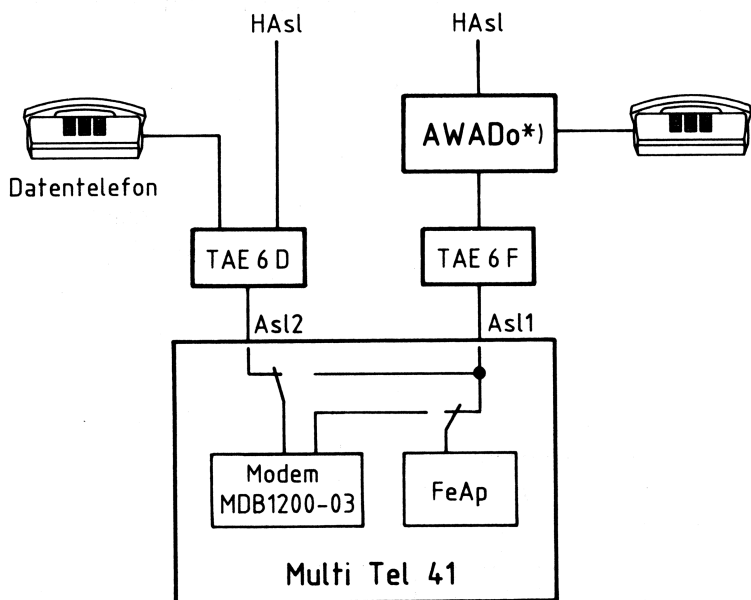 HAsl
HAsl
AWADo*)
Datentelefon
TAE 6 D
TAE 6 F
Asl2
Asl1
Modem
MDB1200-03
FeAp
Multi Tel 41